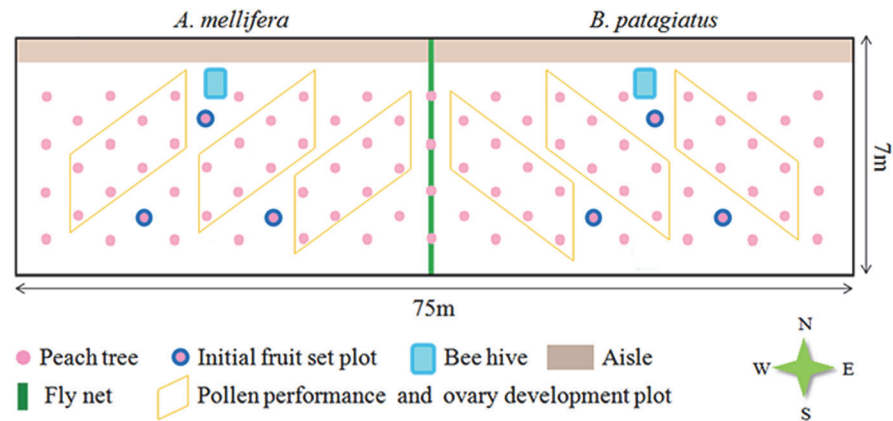 A. mellifera B. patagiatus
7m
75m
Peach tree Initial fruit set plot Bee hive Aisle
Fly net Pollen performance and ovary development plot
N
W E
S